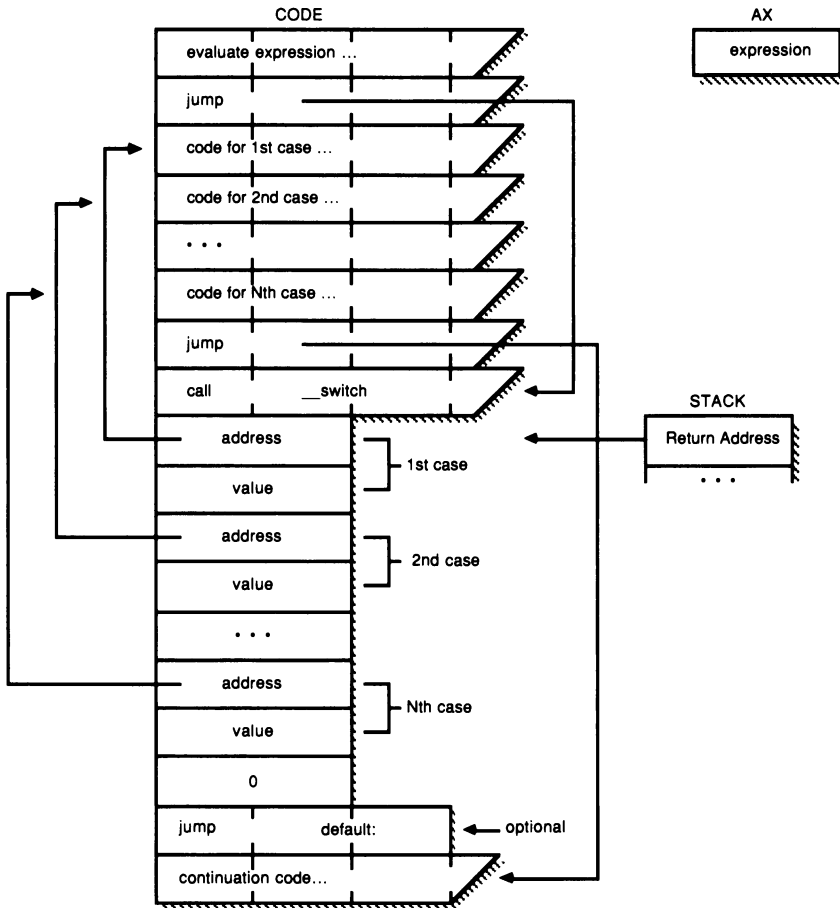 CODE
evaluate expression ...
jump
code for 1st case ...
code for 2nd case ...
. . .
code for Nth case ...
jump
call __switch
address
value
1st case
address
value
2nd case
. . .
address
value
Nth case
0
jump default:
optional
continuation code...
AX
expression
STACK
Return Address
. . .